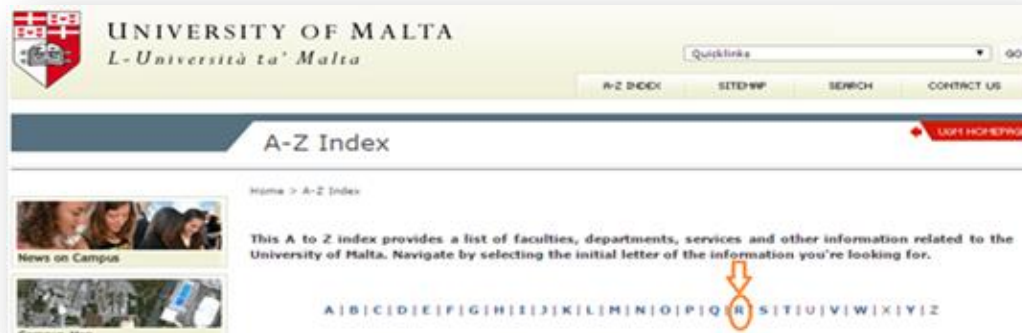 UNIVERSITY OF MALTA
L-Università ta' Malta
Quicklinks
GO
A-Z INDEX
SITEMAP
SEARCH
CONTACT US
A-Z Index
UOM HOMEPAGE
Home > A-Z Index
News on Campus
This A to Z index provides a list of faculties, departments, services and other information related to the
University of Malta. Navigate by selecting the initial letter of the information you're looking for.
A | B | C | D | E | F | G | H | I | J | K | L | M | N | O | P | Q | R | S | T | U | V | W | X | Y | Z
Campus Map